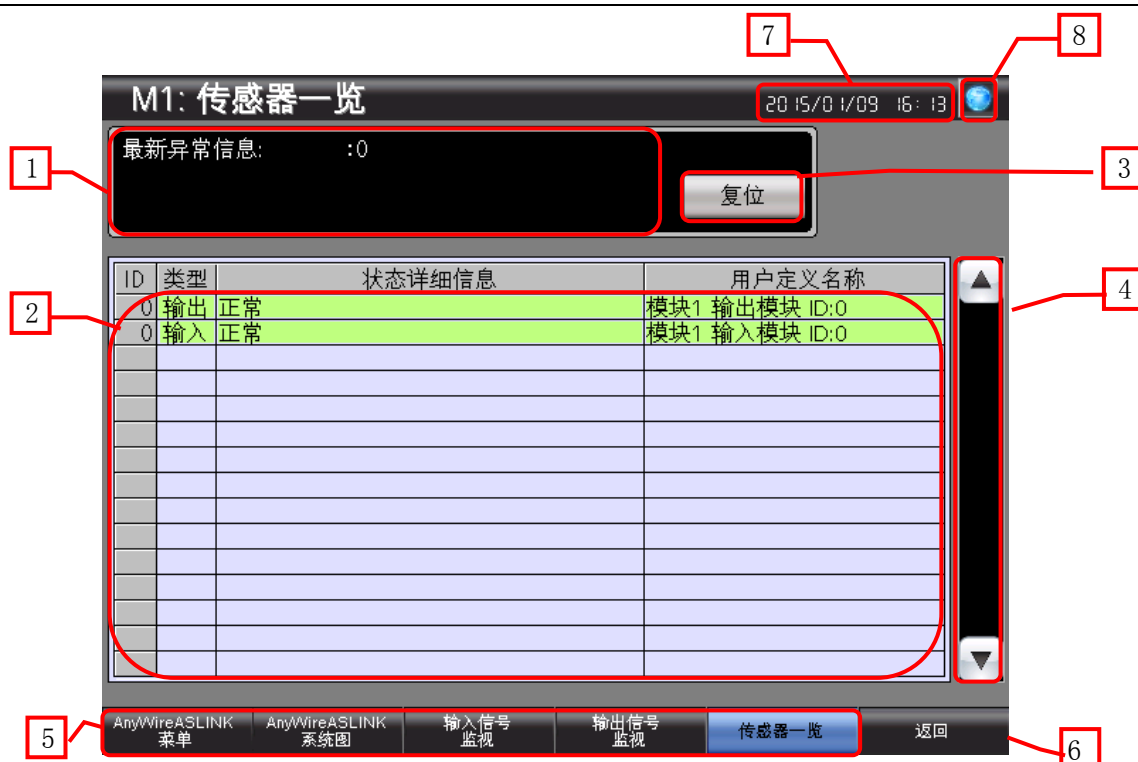 7
8
M1: 传感器一览
2015/01/09 16:13
1
最新异常信息: :0
3
复位
ID 类型 状态详细信息 用户定义名称
4
2
0 输出 正常 模块1 输出模块 ID:0
0 输入 正常 模块1 输入模块 ID:0
5
AnyWireASLINK
菜单
AnyWireASLINK
系统图
输入信号
监视
输出信号
监视
传感器一览
返回
6